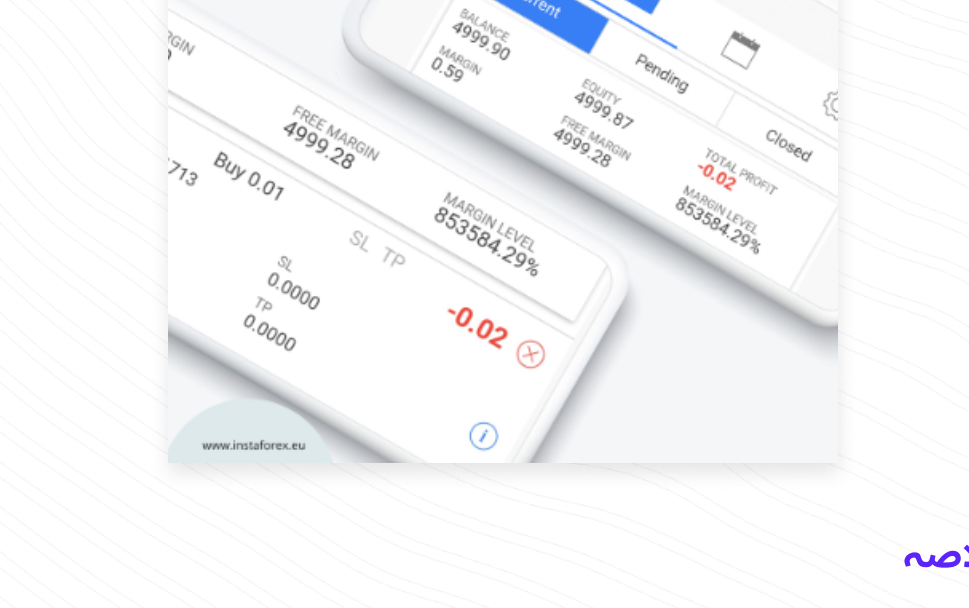 BALANCE
4999.90
MARGIN
0.59
Pending
EQUITY
4999.87
FREE MARGIN
4999.28
Closed
TOTAL PROFIT
-0.02
MARGIN LEVEL
853584.29%
FREE MARGIN
4999.28
MARGIN LEVEL
853584.29%
Buy 0.01
SL TP
SL
0.0000
TP
0.0000
-0.02
www.instaforex.eu